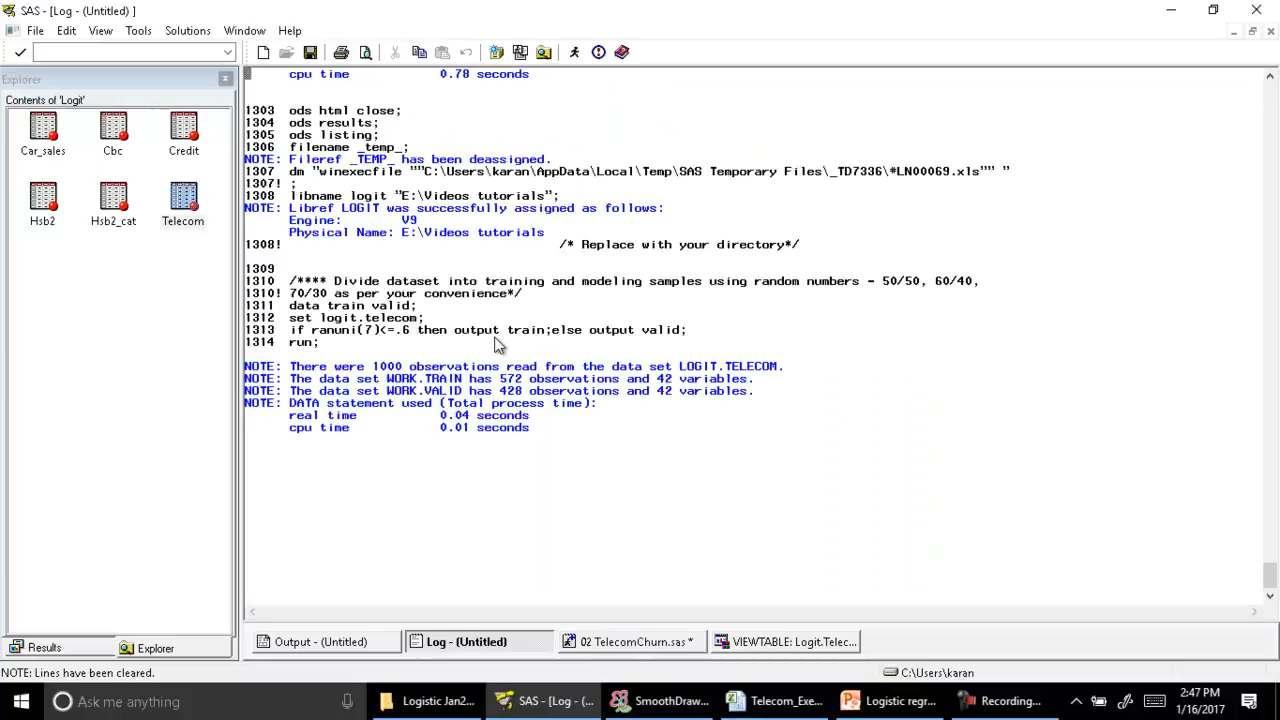 SAS - [Log - (Untitled) ]
File Edit View Tools Solutions Window Help
Explorer
Contents of 'Logit'
Car_sales Cbc Credit
Hsb2 Hsb2_cat Telecom
cpu time 0.78 seconds
1303 ods html close;
1304 ods results;
1305 ods listing;
1306 filename _temp_;
NOTE: Fileref _TEMP_ has been deassigned.
1307 dm "winexecfile ""C:\Users\karan\AppData\Local\Temp\SAS Temporary Files\_TD7336\#LN00069.xls"" "
1307! ;
1308 libname logit "E:\Videos tutorials";
NOTE: Libref LOGIT was successfully assigned as follows:
Engine: V9
Physical Name: E:\Videos tutorials
1308! /* Replace with your directory*/
1309
1310 /**** Divide dataset into training and modeling samples using random numbers - 50/50, 60/40,
1310! 70/30 as per your convenience*/
1311 data train valid;
1312 set logit.telecom;
1313 if ranuni(7)<=.6 then output train;else output valid;
1314 run;
NOTE: There were 1000 observations read from the data set LOGIT.TELECOM.
NOTE: The data set WORK.TRAIN has 572 observations and 42 variables.
NOTE: The data set WORK.VALID has 428 observations and 42 variables.
NOTE: DATA statement used (Total process time):
real time 0.04 seconds
cpu time 0.01 seconds
Results Explorer
Output - (Untitled) Log - (Untitled) 02 TelecomChurn.sas * VIEWTABLE: Logit.Telec...
NOTE: Lines have been cleared. C:\Users\karan
Ask me anything Logistic Jan2... SAS - [Log - (... SmoothDraw... Telecom_Exe... Logistic regr... Recording... 2:47 PM
1/16/2017